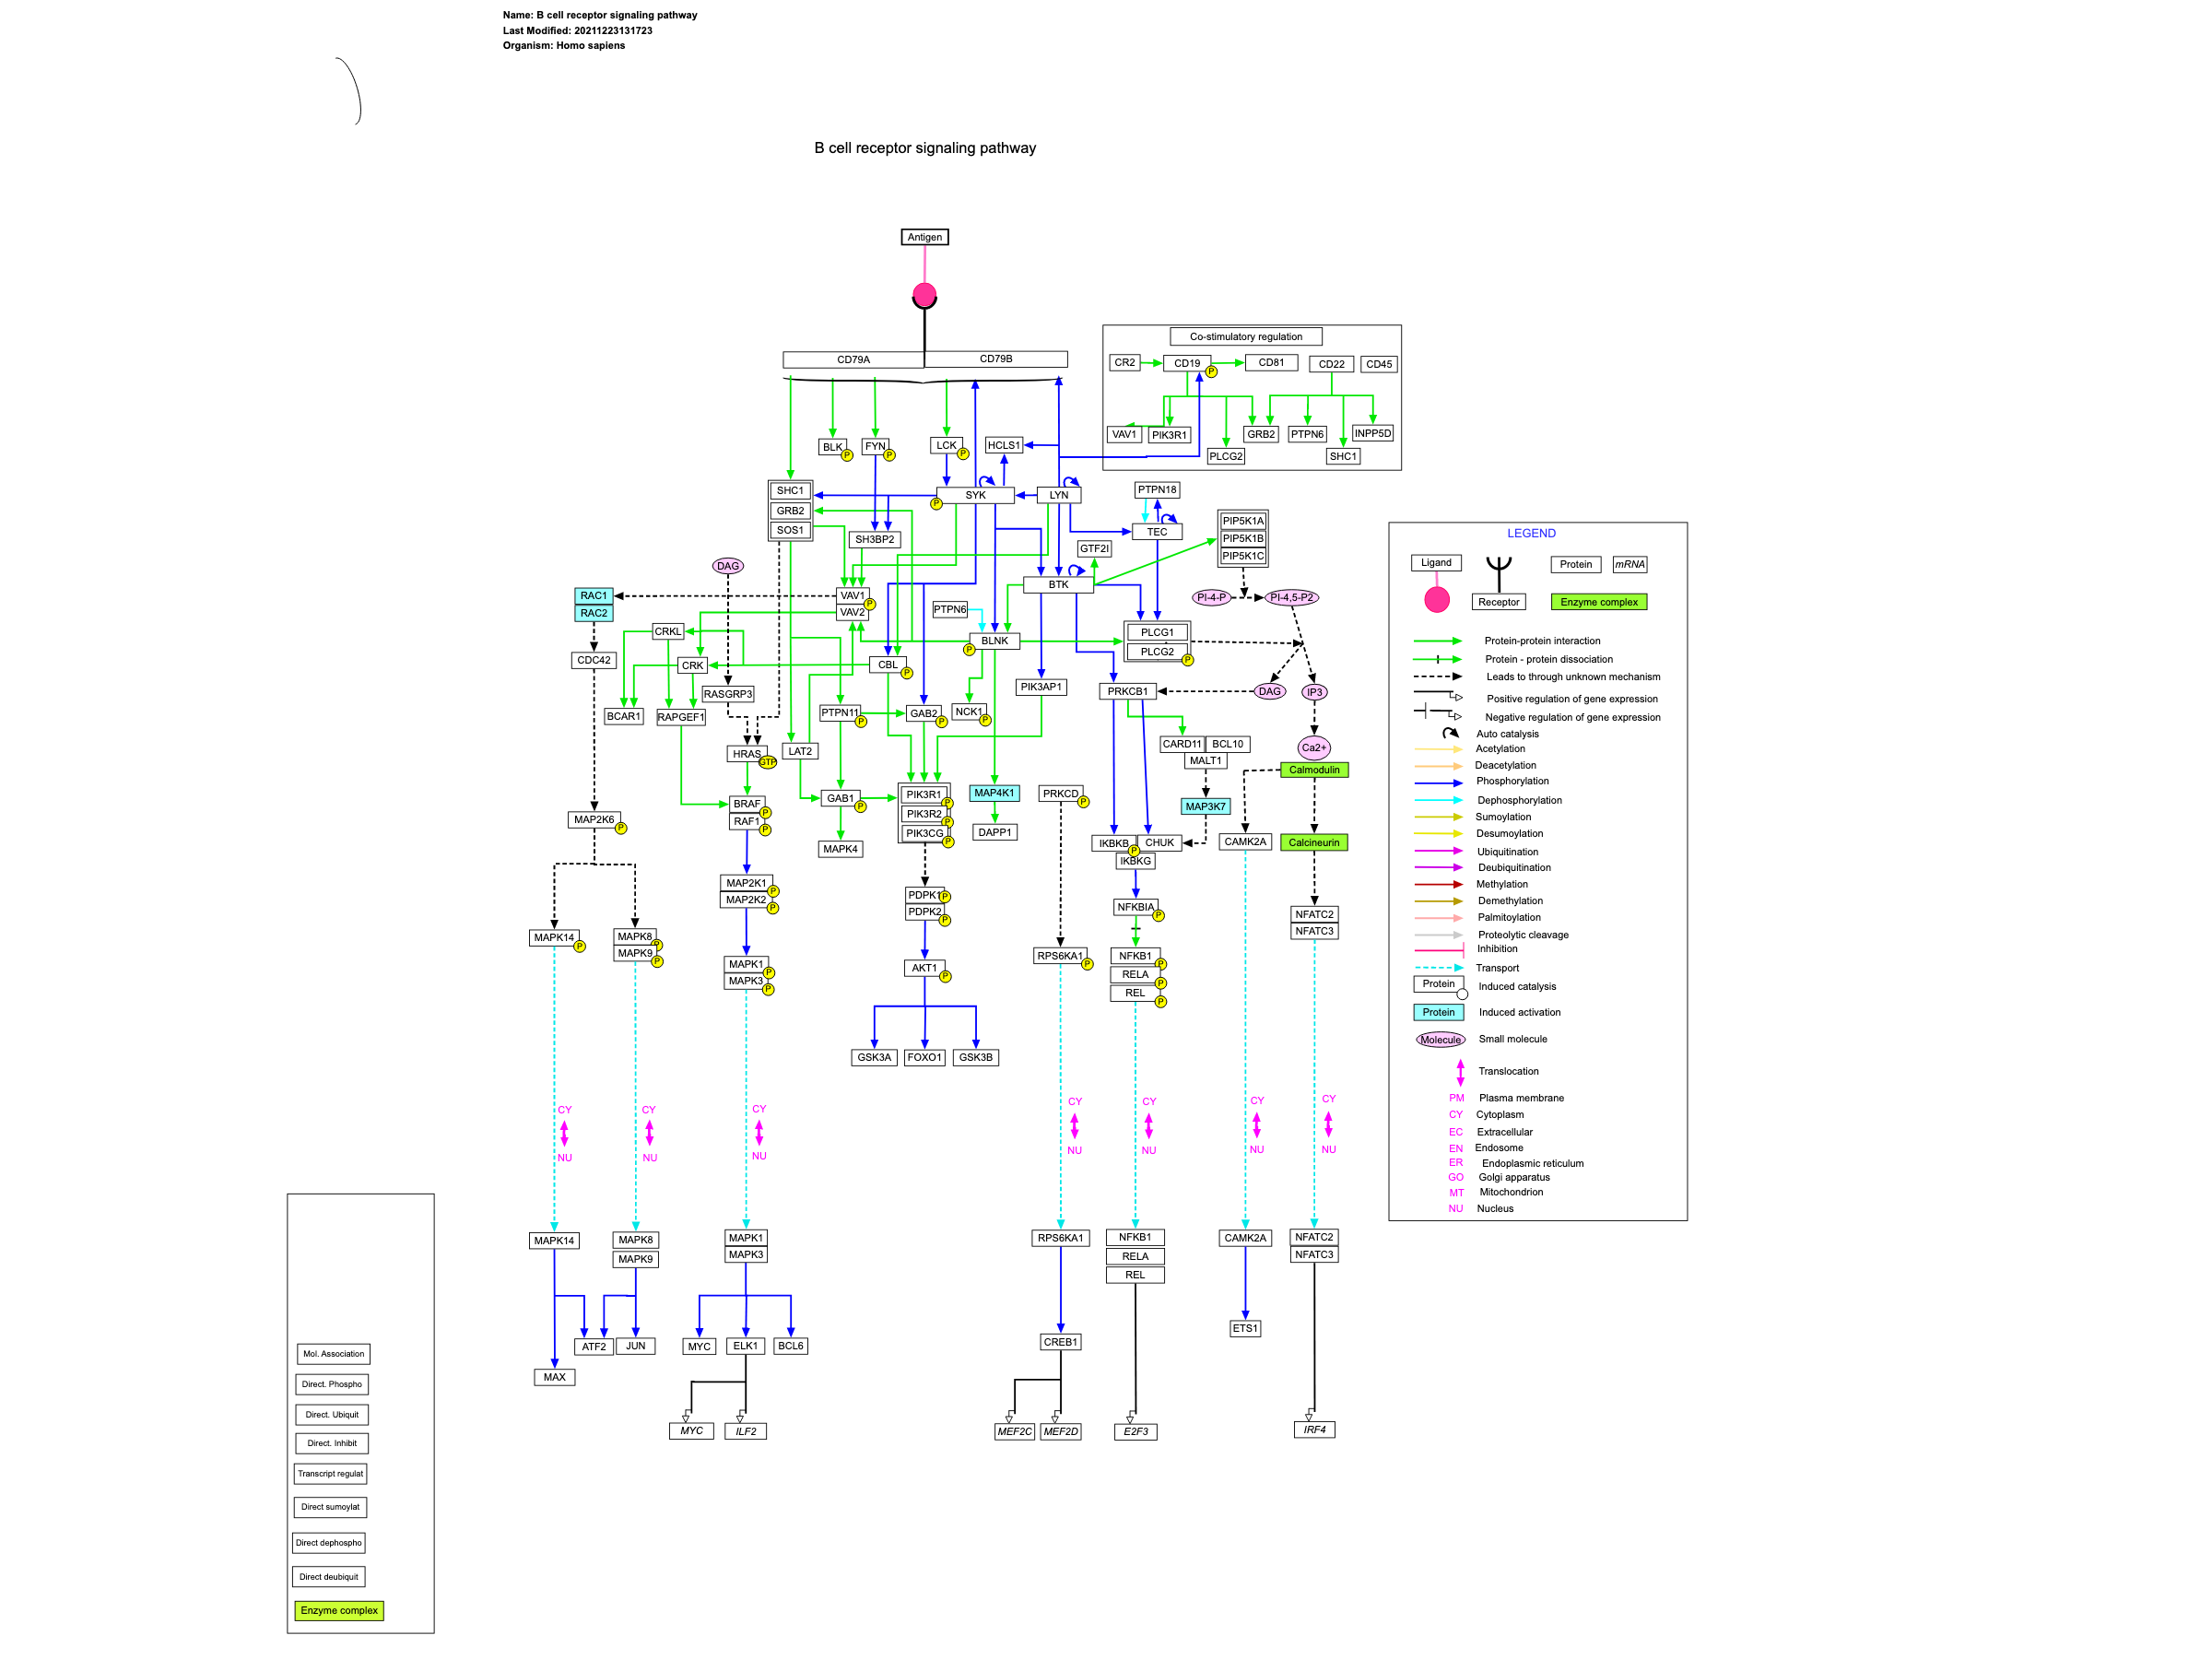 Name: B cell receptor signaling pathway
Last Modified: 20211223131723
Organism: Homo sapiens
B cell receptor signaling pathway
Antigen
CD79A
CD79B
Co-stimulatory regulation
CR2
CD19
P
CD81
CD22
CD45
VAV1
PIK3R1
GRB2
PTPN6
INPP5D
PLCG2
SHC1
BLK
P
FYN
P
LCK
P
HCLS1
SHC1
GRB2
SOS1
SYK
P
LYN
PTPN18
TEC
SH3BP2
GTF2I
PIP5K1A
PIP5K1B
PIP5K1C
DAG
BTK
RAC1
RAC2
VAV1
P
VAV2
PTPN6
PI-4-P
PI-4,5-P2
CRKL
BLNK
P
PLCG1
PLCG2
P
CDC42
CRK
CBL
P
RASGRP3
PIK3AP1
PRKCB1
DAG
IP3
BCAR1
RAPGEF1
PTPN11
P
GAB2
P
NCK1
P
HRAS
GTP
LAT2
CARD11
BCL10
MALT1
Ca2+
Calmodulin
BRAF
P
RAF1
P
GAB1
P
PIK3R1
P
PIK3R2
P
PIK3CG
P
MAP4K1
PRKCD
P
MAP3K7
MAP2K6
P
DAPP1
MAPK4
IKBKB
P
CHUK
IKBKG
CAMK2A
Calcineurin
MAP2K1
P
MAP2K2
P
PDPK1
P
PDPK2
P
NFKBIA
P
NFATC2
NFATC3
MAPK14
P
MAPK8
P
MAPK9
P
MAPK1
P
MAPK3
P
AKT1
P
RPS6KA1
P
NFKB1
P
RELA
P
REL
P
GSK3A
FOXO1
GSK3B
CY
NU
CY
NU
CY
NU
CY
NU
CY
NU
CY
NU
CY
NU
MAPK14
MAPK8
MAPK9
MAPK1
MAPK3
RPS6KA1
NFKB1
RELA
REL
CAMK2A
NFATC2
NFATC3
ATF2
JUN
MYC
ELK1
BCL6
CREB1
ETS1
MAX
MYC
ILF2
MEF2C
MEF2D
E2F3
IRF4
LEGEND
Ligand
Receptor
Protein
mRNA
Enzyme complex
Protein-protein interaction
Protein - protein dissociation
Leads to through unknown mechanism
Positive regulation of gene expression
Negative regulation of gene expression
Auto catalysis
Acetylation
Deacetylation
Phosphorylation
Dephosphorylation
Sumoylation
Desumoylation
Ubiquitination
Deubiquitination
Methylation
Demethylation
Palmitoylation
Proteolytic cleavage
Inhibition
Transport
Protein
Induced catalysis
Protein
Induced activation
Molecule
Small molecule
Translocation
PM Plasma membrane
CY Cytoplasm
EC Extracellular
EN Endosome
ER Endoplasmic reticulum
GO Golgi apparatus
MT Mitochondrion
NU Nucleus
Mol. Association
Direct. Phospho
Direct. Ubiquit
Direct. Inhibit
Transcript regulat
Direct sumoylat
Direct dephospho
Direct deubiquit
Enzyme complex